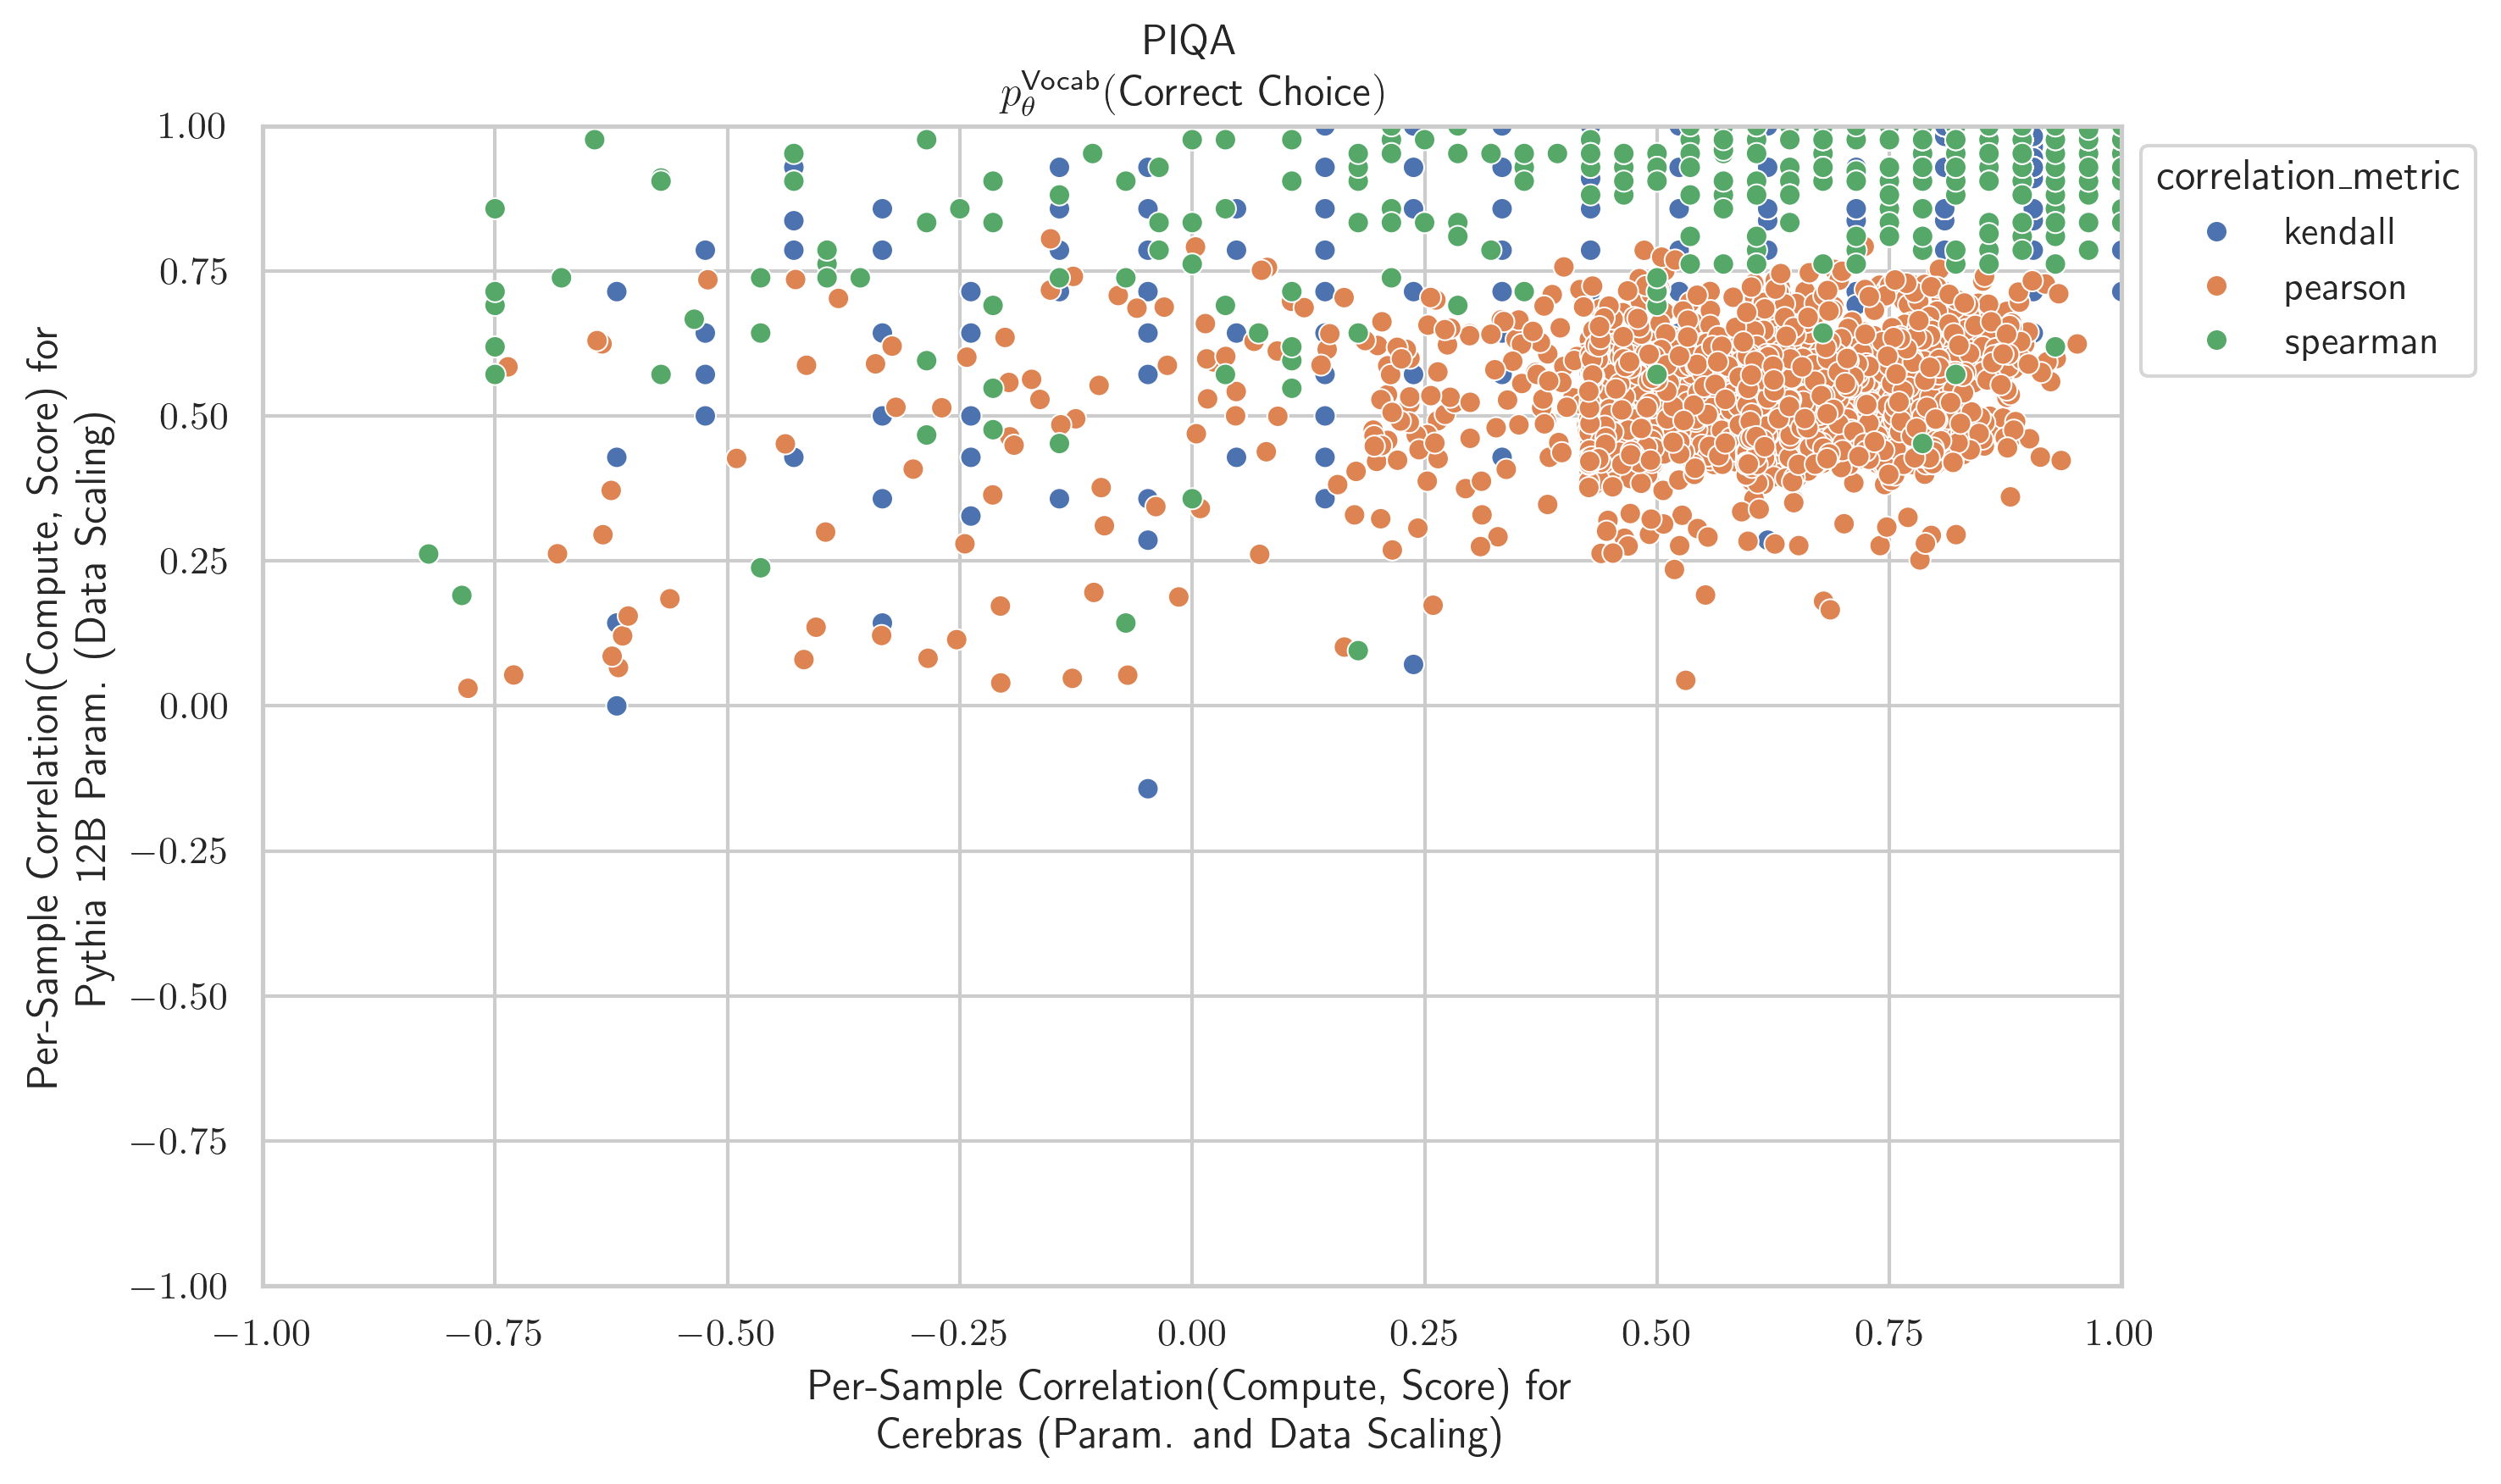 PIQA
$p_\theta^{\text{Vocab}}$(Correct Choice)
Per-Sample Correlation(Compute, Score) for
Pythia 12B Param. (Data Scaling)
1.00
0.75
0.50
0.25
0.00
−0.25
−0.50
−0.75
−1.00
−1.00 −0.75 −0.50 −0.25 0.00 0.25 0.50 0.75 1.00
Per-Sample Correlation(Compute, Score) for
Cerebras (Param. and Data Scaling)
correlation_metric
kendall
pearson
spearman